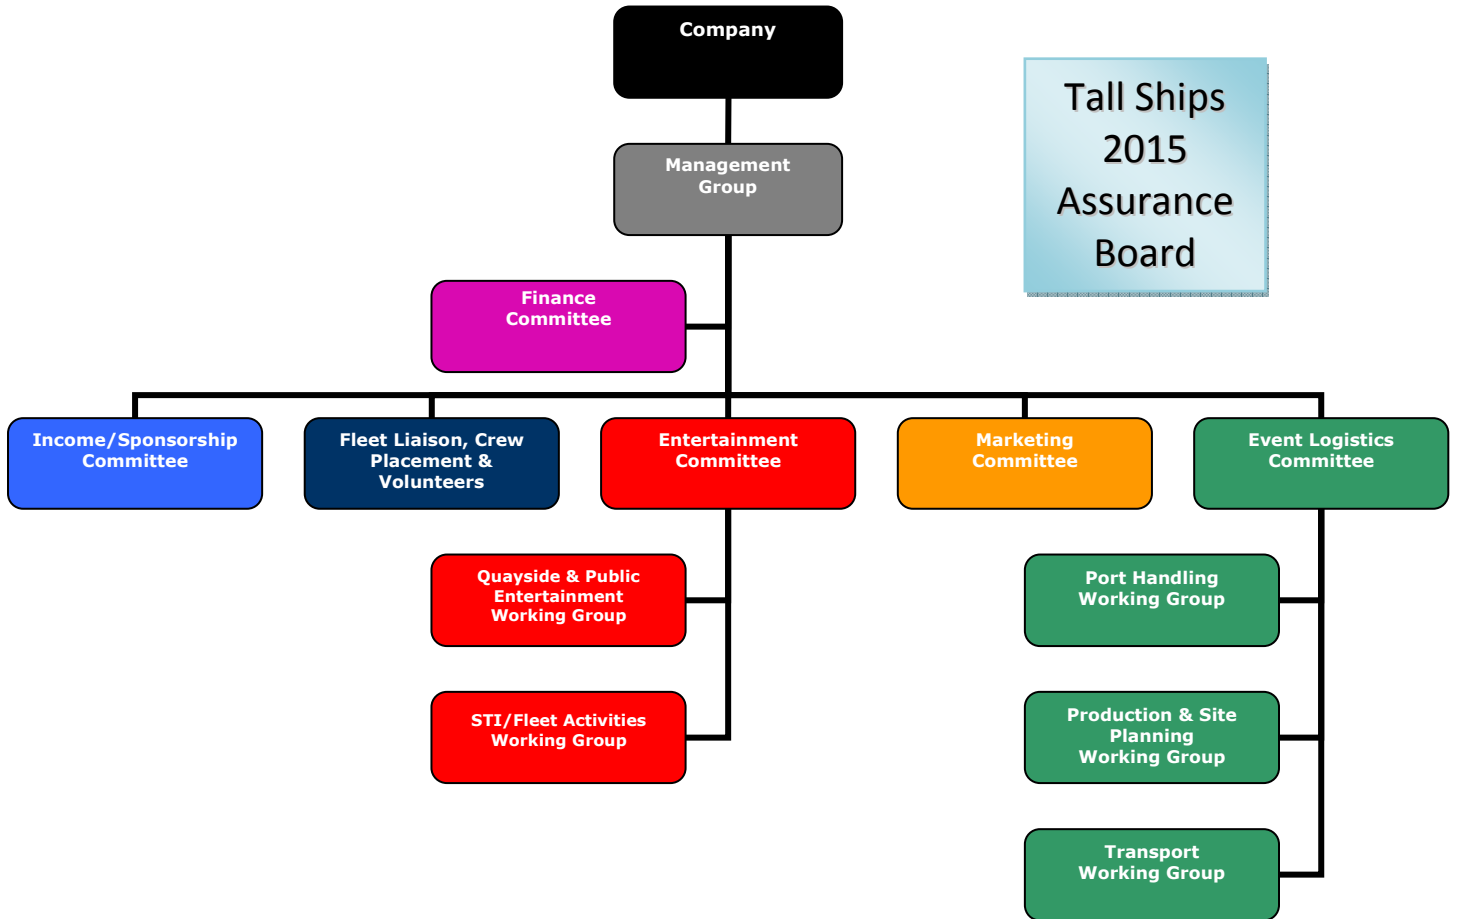 Company
Tall Ships
2015
Assurance
Board
Management
Group
Finance
Committee
Income/Sponsorship
Committee
Fleet Liaison, Crew
Placement &
Volunteers
Entertainment
Committee
Marketing
Committee
Event Logistics
Committee
Quayside & Public
Entertainment
Working Group
Port Handling
Working Group
STI/Fleet Activities
Working Group
Production & Site
Planning
Working Group
Transport
Working Group